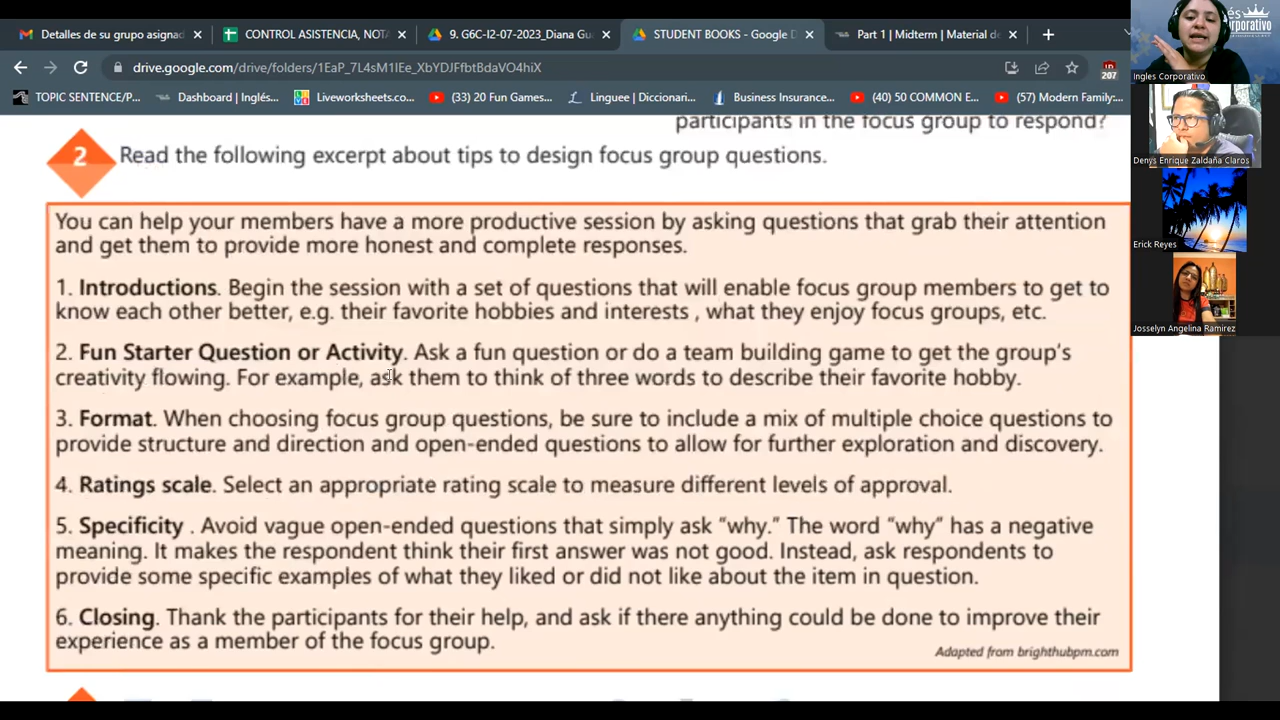 Detalles de su grupo asignad
CONTROL ASISTENCIA, NOTA
9. G6C-I2-07-2023_Diana Gu
STUDENT BOOKS - Google D
Part 1 | Midterm | Material de
drive.google.com/drive/folders/1EaP_7L4sM1IEe_XbYDJFfbtBdaVO4hiX
207
TOPIC SENTENCE/P...
Dashboard | Inglés...
Liveworksheets.co...
(33) 20 Fun Games...
Linguee | Diccionari...
Business Insurance...
(40) 50 COMMON E...
(57) Modern Family:...
participants in the focus group to respond?
2 Read the following excerpt about tips to design focus group questions.
You can help your members have a more productive session by asking questions that grab their attention
and get them to provide more honest and complete responses.
1. Introductions. Begin the session with a set of questions that will enable focus group members to get to
know each other better, e.g. their favorite hobbies and interests , what they enjoy focus groups, etc.
2. Fun Starter Question or Activity. Ask a fun question or do a team building game to get the group's
creativity flowing. For example, ask them to think of three words to describe their favorite hobby.
3. Format. When choosing focus group questions, be sure to include a mix of multiple choice questions to
provide structure and direction and open-ended questions to allow for further exploration and discovery.
4. Ratings scale. Select an appropriate rating scale to measure different levels of approval.
5. Specificity . Avoid vague open-ended questions that simply ask “why.” The word “why” has a negative
meaning. It makes the respondent think their first answer was not good. Instead, ask respondents to
provide some specific examples of what they liked or did not like about the item in question.
6. Closing. Thank the participants for their help, and ask if there anything could be done to improve their
experience as a member of the focus group.
Adapted from brighthubpm.com
Ingles Corporativo
Denys Enrique Zaldaña Claros
Erick Reyes
Josselyn Angelina Ramirez